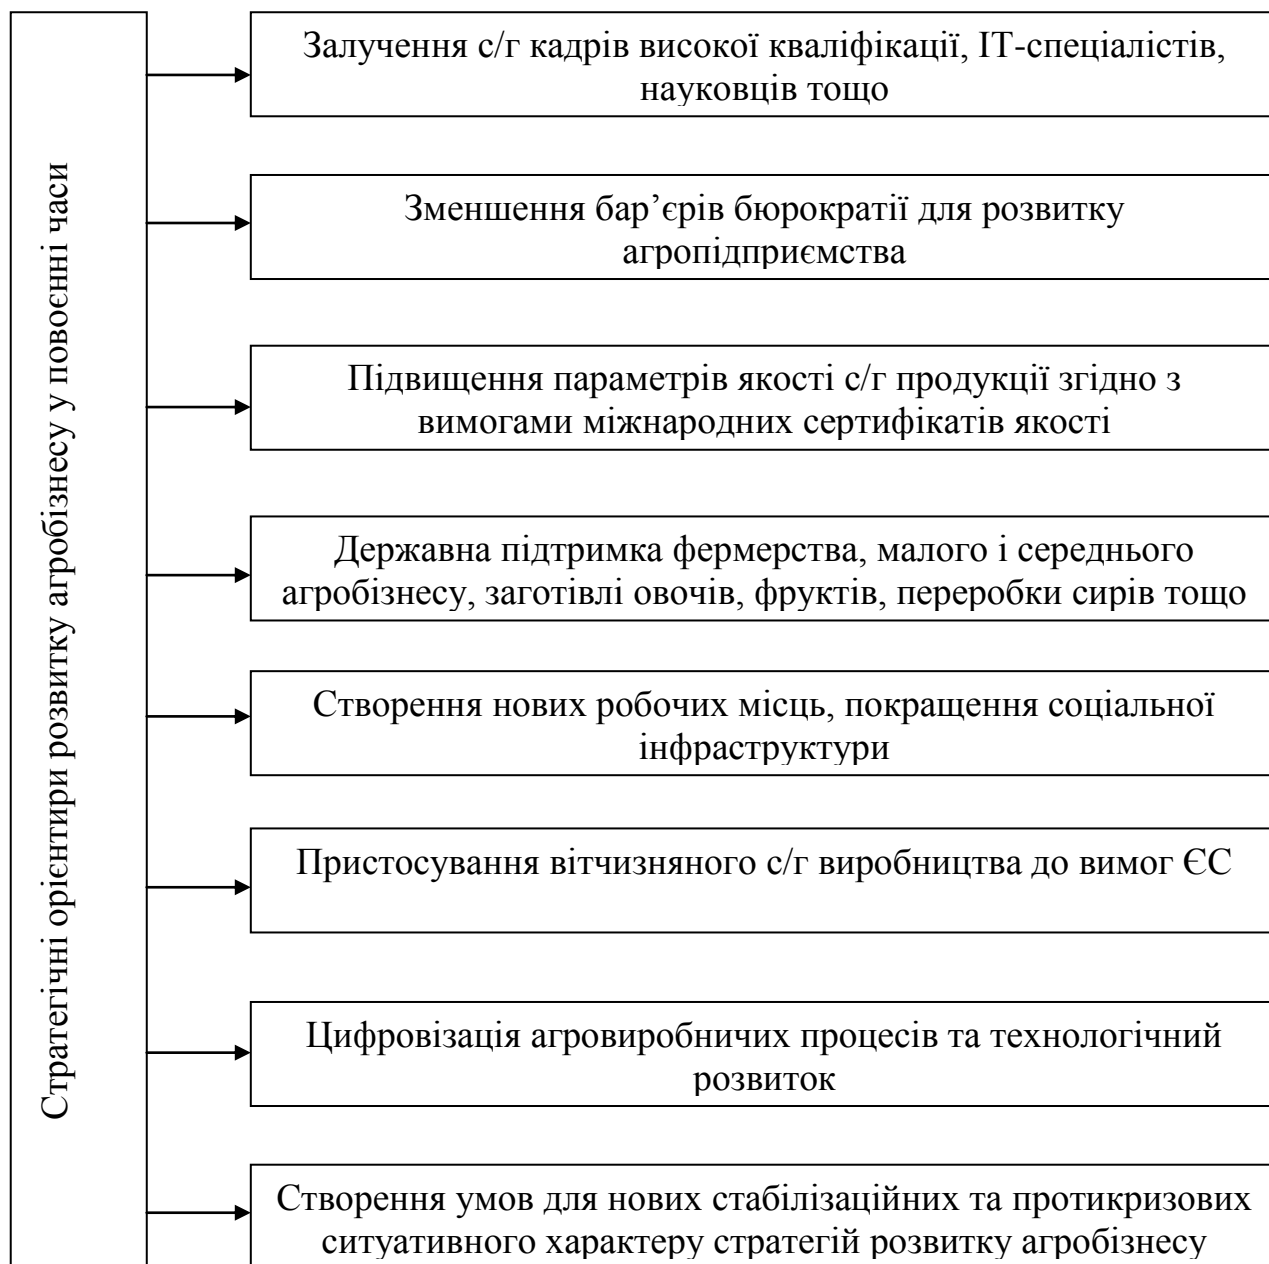 Стратегічні орієнтири розвитку агробізнесу у повоєнні часи
Залучення с/г кадрів високої кваліфікації, ІТ-спеціалістів,
науковців тощо
Зменшення бар’єрів бюрократії для розвитку
агропідприємства
Підвищення параметрів якості с/г продукції згідно з
вимогами міжнародних сертифікатів якості
Державна підтримка фермерства, малого і середнього
агробізнесу, заготівлі овочів, фруктів, переробки сирів тощо
Створення нових робочих місць, покращення соціальної
інфраструктури
Пристосування вітчизняного с/г виробництва до вимог ЄС
Цифровізація агровиробничих процесів та технологічний
розвиток
Створення умов для нових стабілізаційних та протикризових
ситуативного характеру стратегій розвитку агробізнесу